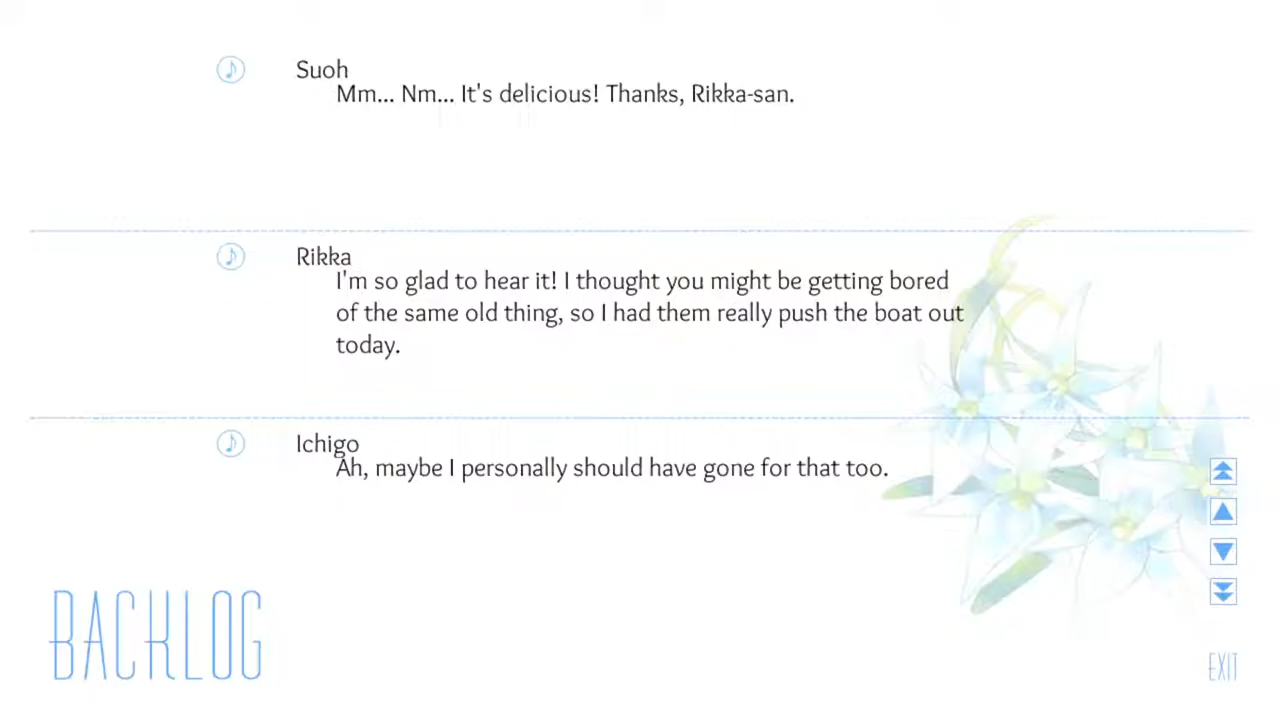 Suoh
Mm... Nm... It's delicious! Thanks, Rikka-san.
Rikka
I'm so glad to hear it! I thought you might be getting bored
of the same old thing, so I had them really push the boat out
today.
Ichigo
Ah, maybe I personally should have gone for that too.
BACKLOG
EXIT